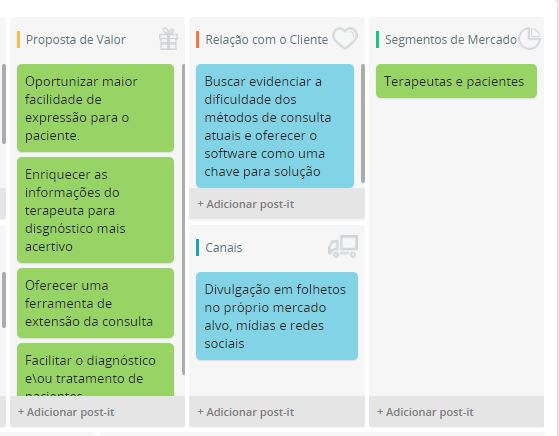 Proposta de Valor
Oportunizar maior
facilidade de
expressão para o
paciente.
Enriquecer as
informações do
terapeuta para
disgnóstico mais
acertivo
Oferecer uma
ferramenta de
extensão da consulta
Facilitar o diagnóstico
e\ou tratamento de
pacientes
+ Adicionar post-it
Relação com o Cliente
Buscar evidenciar a
dificuldade dos
métodos de consulta
atuais e oferecer o
software como uma
chave para solução
+ Adicionar post-it
Canais
Divulgação em folhetos
no próprio mercado
alvo, mídias e redes
sociais
+ Adicionar post-it
Segmentos de Mercado
Terapeutas e pacientes
+ Adicionar post-it